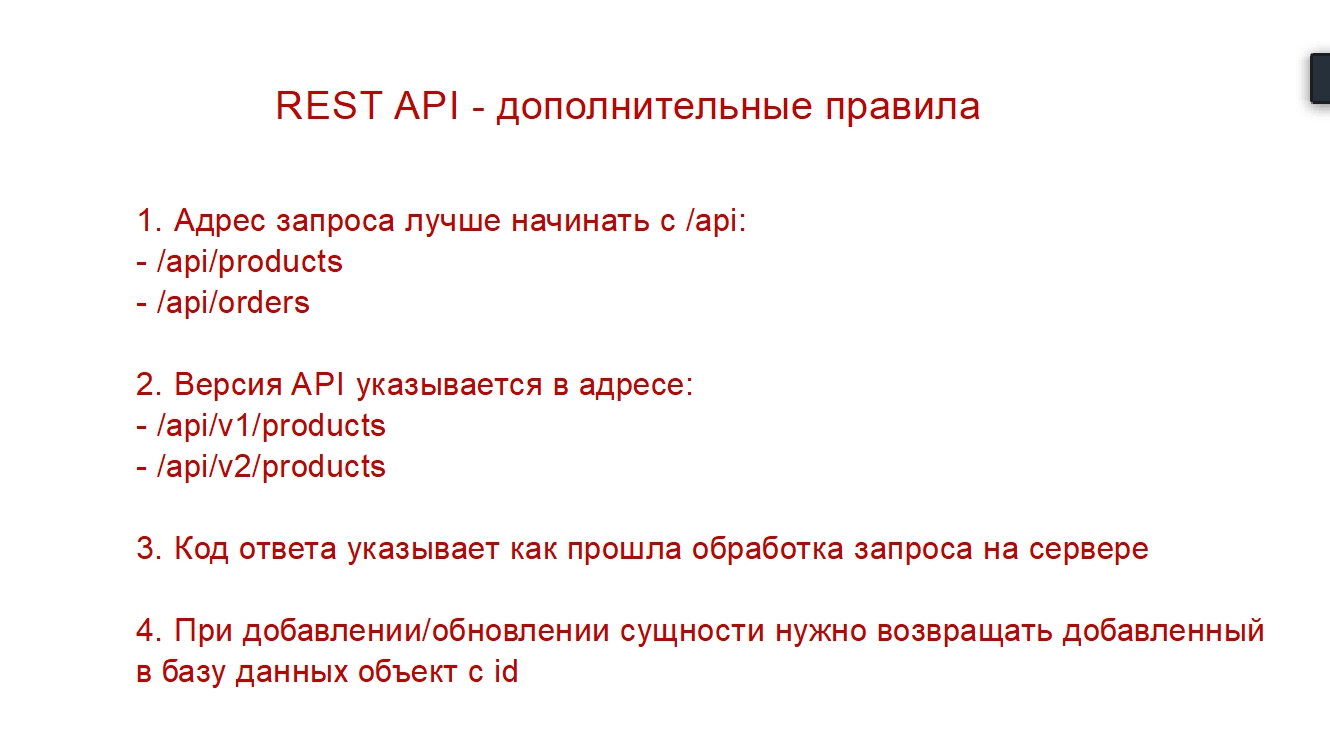 REST API - дополнительные правила
1. Адрес запроса лучше начинать с /api:
- /api/products
- /api/orders
2. Версия API указывается в адресе:
- /api/v1/products
- /api/v2/products
3. Код ответа указывает как прошла обработка запроса на сервере
4. При добавлении/обновлении сущности нужно возвращать добавленный
в базу данных объект с id